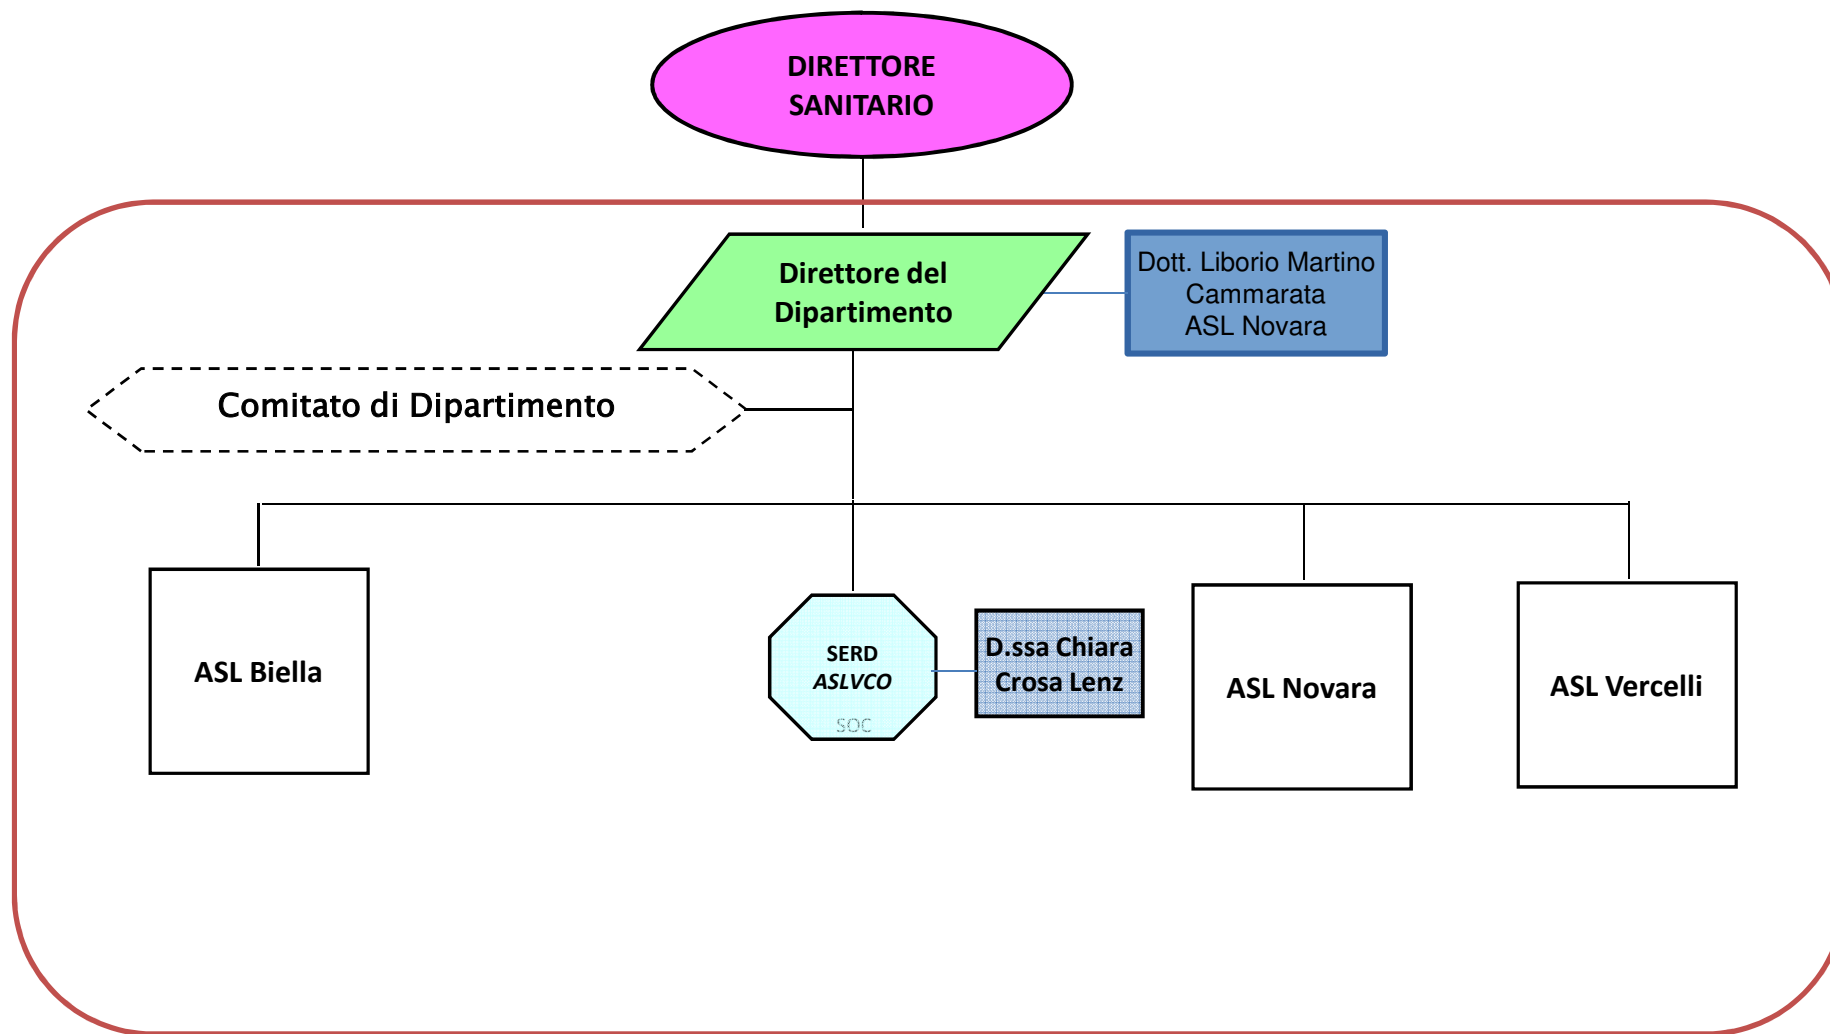 DIRETTORE
SANITARIO
Direttore del
Dipartimento
Dott. Liborio Martino
Cammarata
ASL Novara
Comitato di Dipartimento
ASL Biella
SERD
ASLVCO
SOC
D.ssa Chiara
Crosa Lenz
ASL Novara
ASL Vercelli